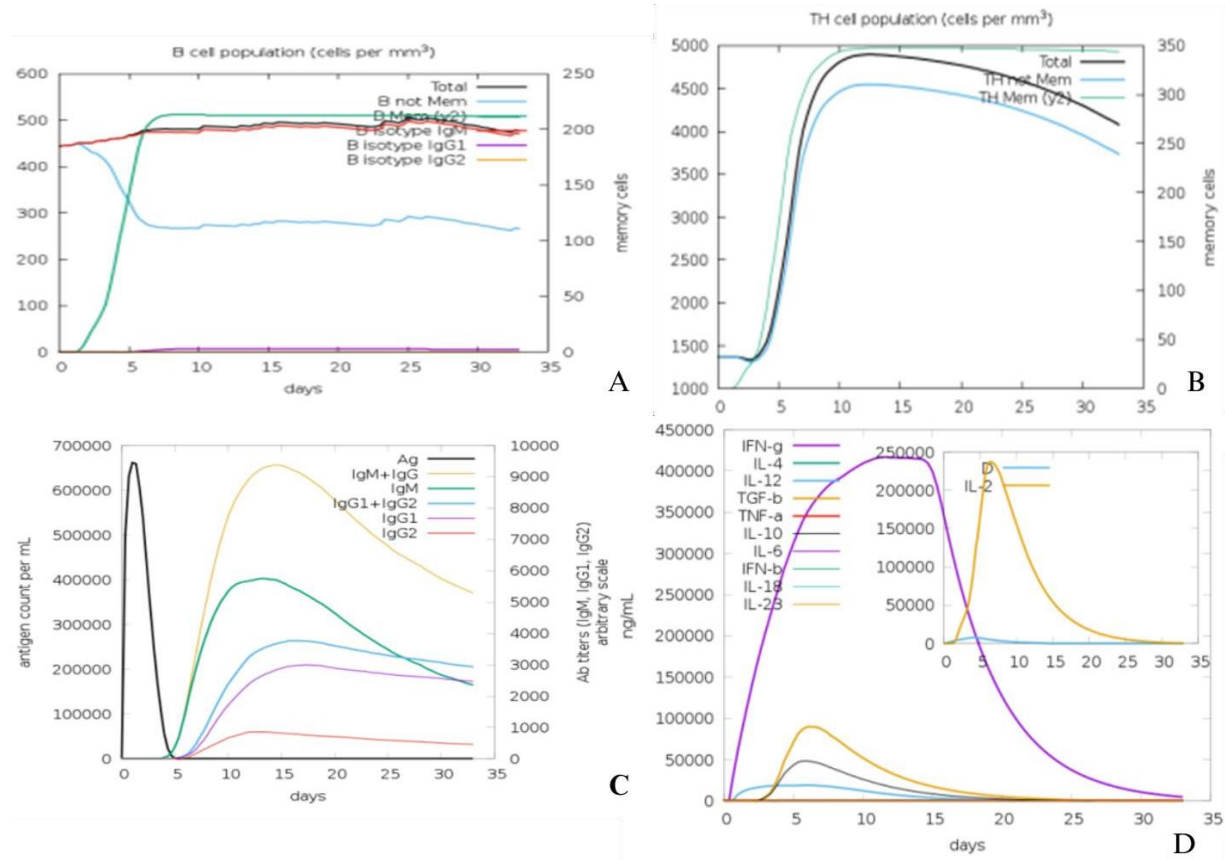 B cell population (cells per mm³)
600
500
400
300
200
100
0
250
200
150
100
50
0
Total
B not Mem
B Mem (y2)
B isotype IgM
B isotype IgG1
B isotype IgG2
memory cells
0 5 10 15 20 25 30 35
days
A
TH cell population (cells per mm³)
5000
4500
4000
3500
3000
2500
2000
1500
1000
350
300
250
200
150
350
50
0
Total
TH not Mem
TH Mem (y2)
memory cells
0 5 10 15 20 25 30 35
B
700000
600000
500000
400000
300000
200000
100000
0
antigen count per mL
10000
9000
8000
7000
6000
5000
4000
3000
2000
1000
0
Ab titers (IgM, IgG1, IgG2)
arbitrary scale
Ag
IgM+IgG
IgM
IgG1+IgG2
IgG1
IgG2
0 5 10 15 20 25 30 35
days
C
450000
400000
350000
300000
250000
200000
150000
100000
50000
0
ng/mL
IFN-g
IL-4
IL-12
TGF-b
TNF-a
IL-10
IL-6
IFN-b
IL-18
IL-23
250000
200000
150000
100000
50000
0
D
IL-2
0 5 10 15 20 25 30 35
0 5 10 15 20 25 30 35
days
D